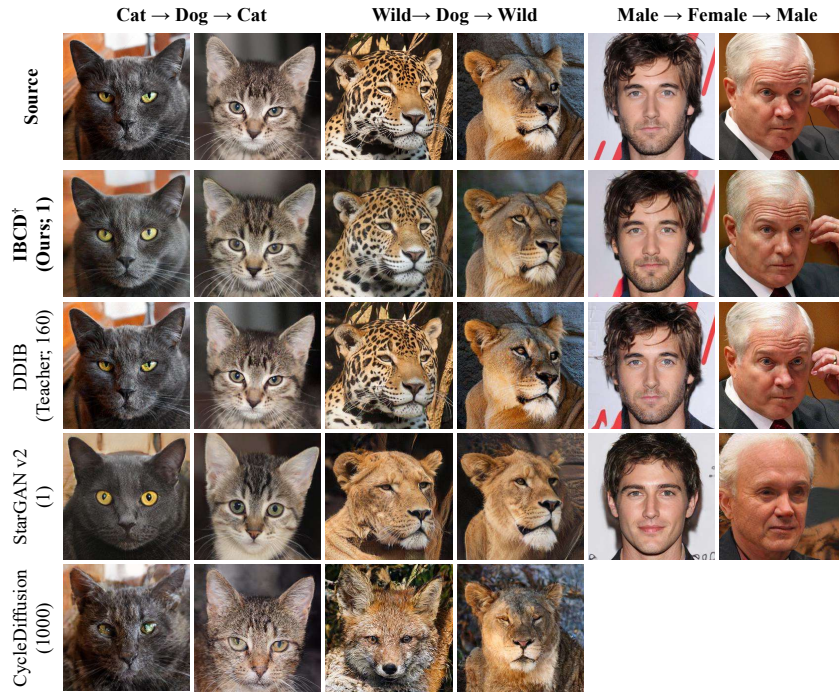 Cat → Dog → Cat
Wild→ Dog → Wild
Male → Female → Male
Source
IBCD†
(Ours; 1)
DDIB
(Teacher; 160)
StarGAN v2
(1)
CycleDiffusion
(1000)